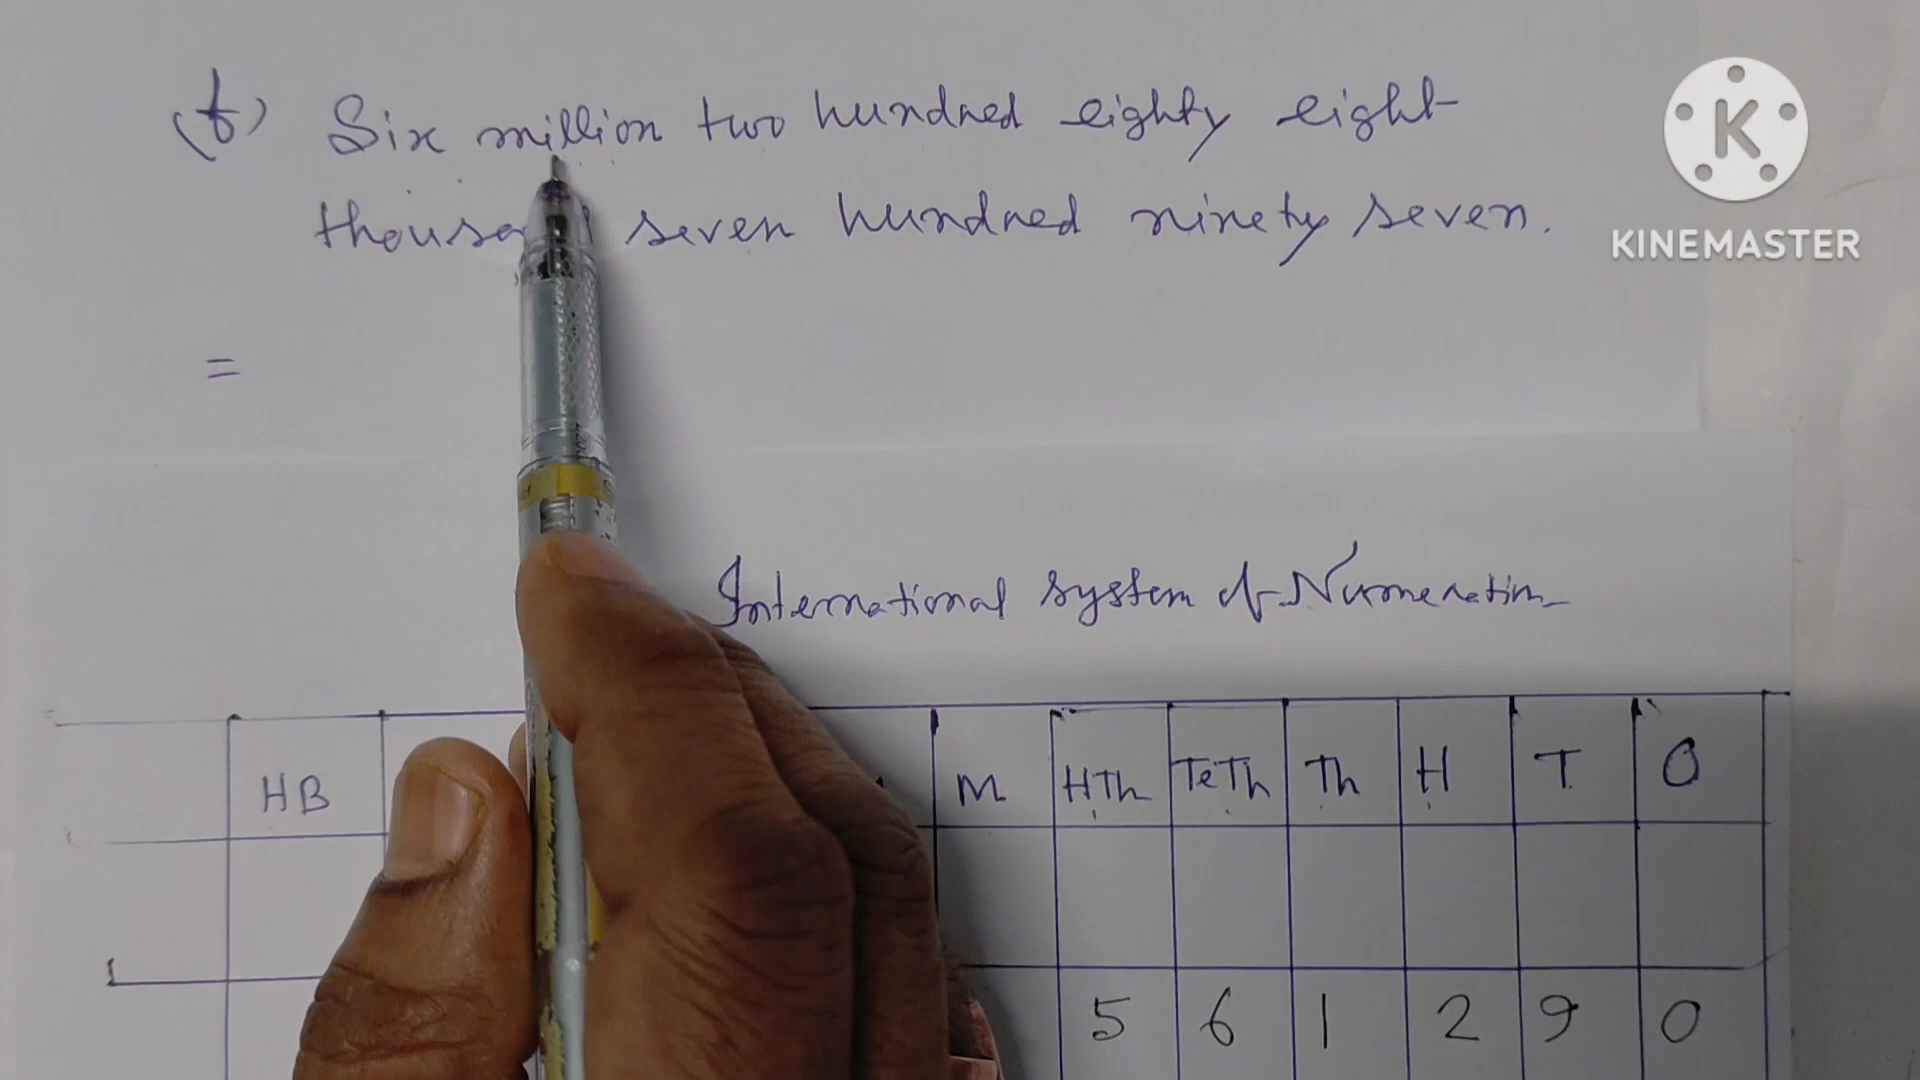 (f) Six million two hundred eighty eight
thousand seven hundred ninety seven.
=
K
KINEMASTER
International system of Numeration
HB M HTh TeTh Th H T O
5 6 1 2 9 0